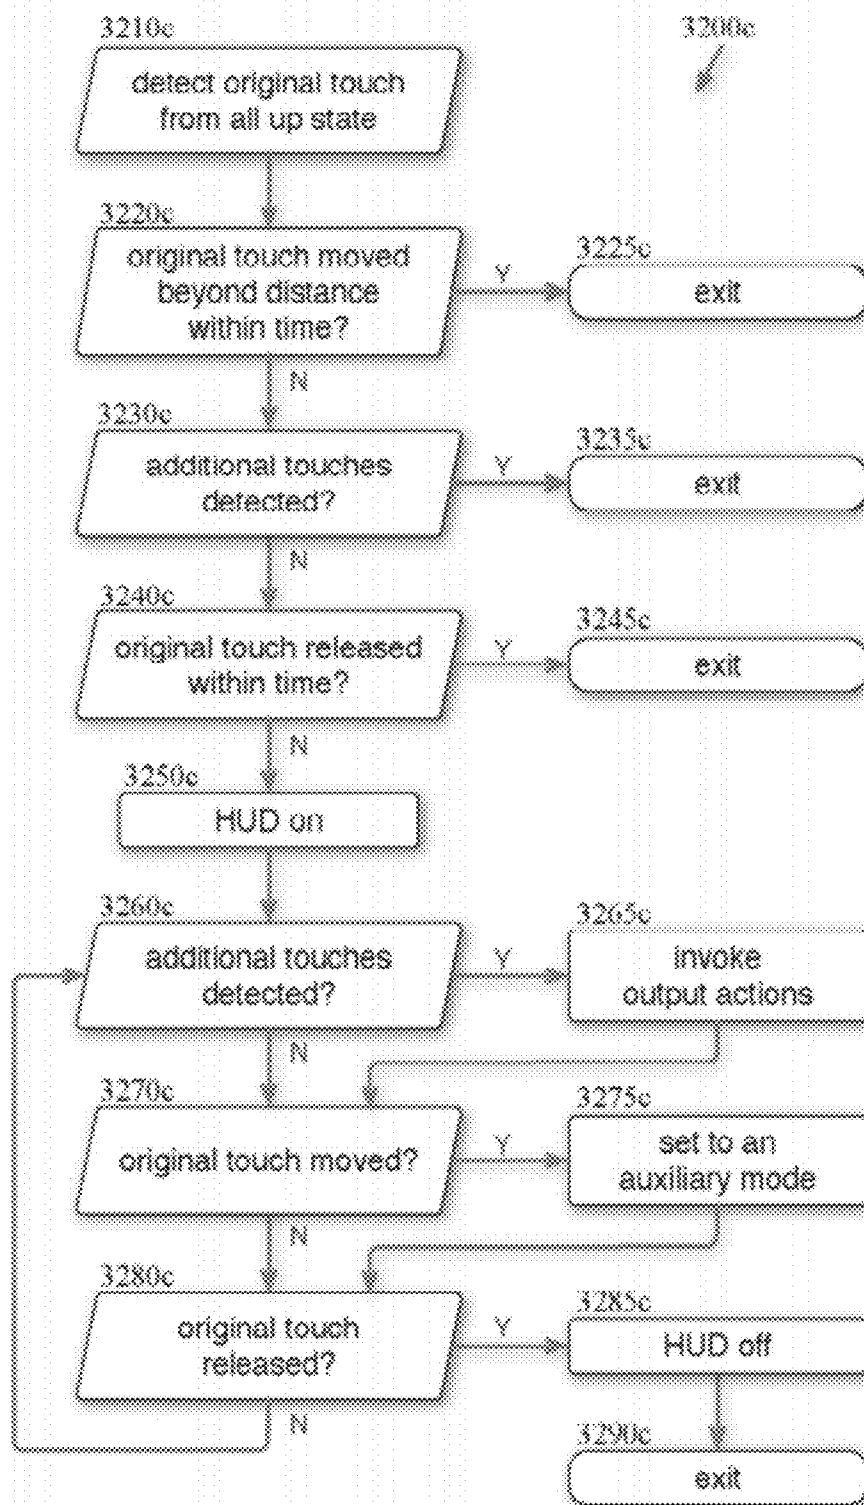 3210c
3200c
detect original touch
from all up state
3220c
original touch moved
beyond distance
within time?
Y
3225c
exit
N
3230c
additional touches
detected?
Y
3235c
exit
N
3240c
original touch released
within time?
Y
3245c
exit
N
3250c
HUD on
3260c
additional touches
detected?
Y
3265c
invoke
output actions
N
3270c
original touch moved?
Y
3275c
set to an
auxiliary mode
N
3280c
original touch
released?
Y
3285c
HUD off
N
3290c
exit